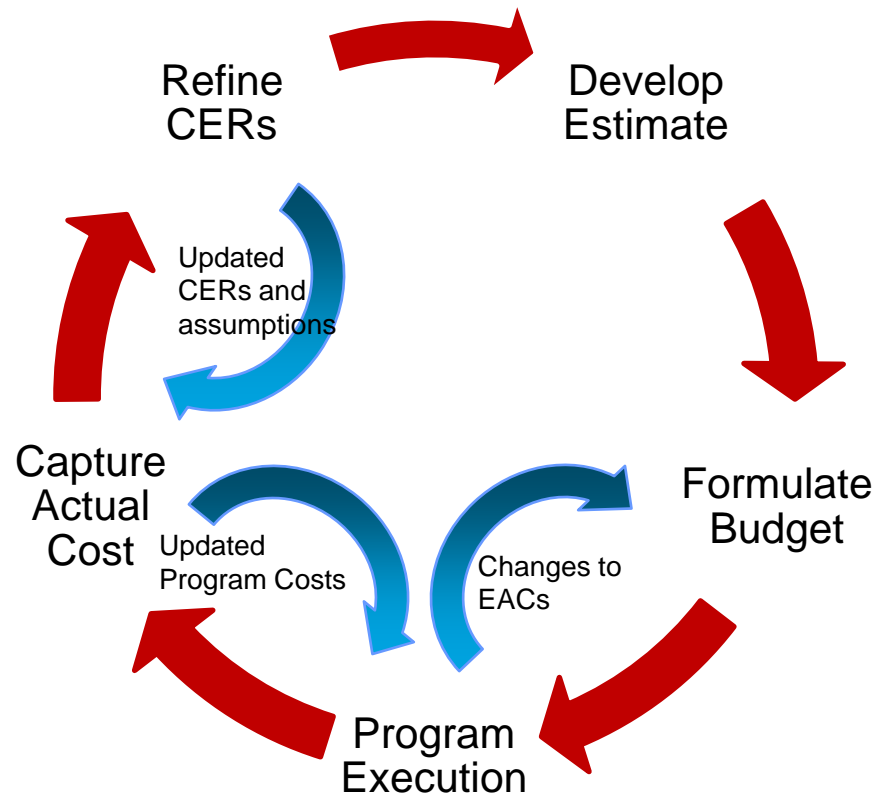 Refine
CERs
Develop
Estimate
Updated
CERs and
assumptions
Capture
Actual
Cost
Updated
Program Costs
Changes to
EACs
Formulate
Budget
Program
Execution